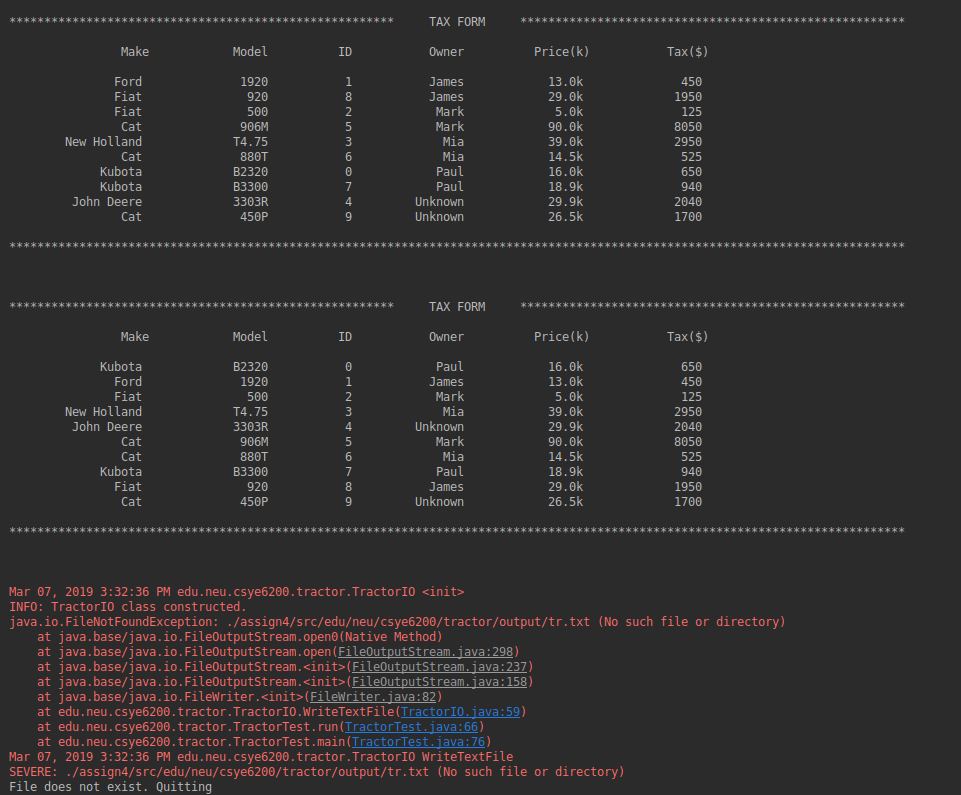 ******************************************************* TAX FORM *******************************************************
Make Model ID Owner Price(k) Tax($)
Ford 1920 1 James 13.0k 450
Fiat 920 8 James 29.0k 1950
Fiat 500 2 Mark 5.0k 125
Cat 906M 5 Mark 90.0k 8050
New Holland T4.75 3 Mia 39.0k 2950
Cat 880T 6 Mia 14.5k 525
Kubota B2320 0 Paul 16.0k 650
Kubota B3300 7 Paul 18.9k 940
John Deere 3303R 4 Unknown 29.9k 2040
Cat 450P 9 Unknown 26.5k 1700
********************************************************************************************************************************
******************************************************* TAX FORM *******************************************************
Make Model ID Owner Price(k) Tax($)
Kubota B2320 0 Paul 16.0k 650
Ford 1920 1 James 13.0k 450
Fiat 500 2 Mark 5.0k 125
New Holland T4.75 3 Mia 39.0k 2950
John Deere 3303R 4 Unknown 29.9k 2040
Cat 906M 5 Mark 90.0k 8050
Cat 880T 6 Mia 14.5k 525
Kubota B3300 7 Paul 18.9k 940
Fiat 920 8 James 29.0k 1950
Cat 450P 9 Unknown 26.5k 1700
********************************************************************************************************************************
Mar 07, 2019 3:32:36 PM edu.neu.csye6200.tractor.TractorIO <init>
INFO: TractorIO class constructed.
java.io.FileNotFoundException: ./assign4/src/edu/neu/csye6200/tractor/output/tr.txt (No such file or directory)
at java.base/java.io.FileOutputStream.open0(Native Method)
at java.base/java.io.FileOutputStream.open(FileOutputStream.java:298)
at java.base/java.io.FileOutputStream.<init>(FileOutputStream.java:237)
at java.base/java.io.FileOutputStream.<init>(FileOutputStream.java:158)
at java.base/java.io.FileWriter.<init>(FileWriter.java:82)
at edu.neu.csye6200.tractor.TractorIO.WriteTextFile(TractorIO.java:59)
at edu.neu.csye6200.tractor.TractorTest.run(TractorTest.java:66)
at edu.neu.csye6200.tractor.TractorTest.main(TractorTest.java:76)
Mar 07, 2019 3:32:36 PM edu.neu.csye6200.tractor.TractorIO WriteTextFile
SEVERE: ./assign4/src/edu/neu/csye6200/tractor/output/tr.txt (No such file or directory)
File does not exist. Quitting